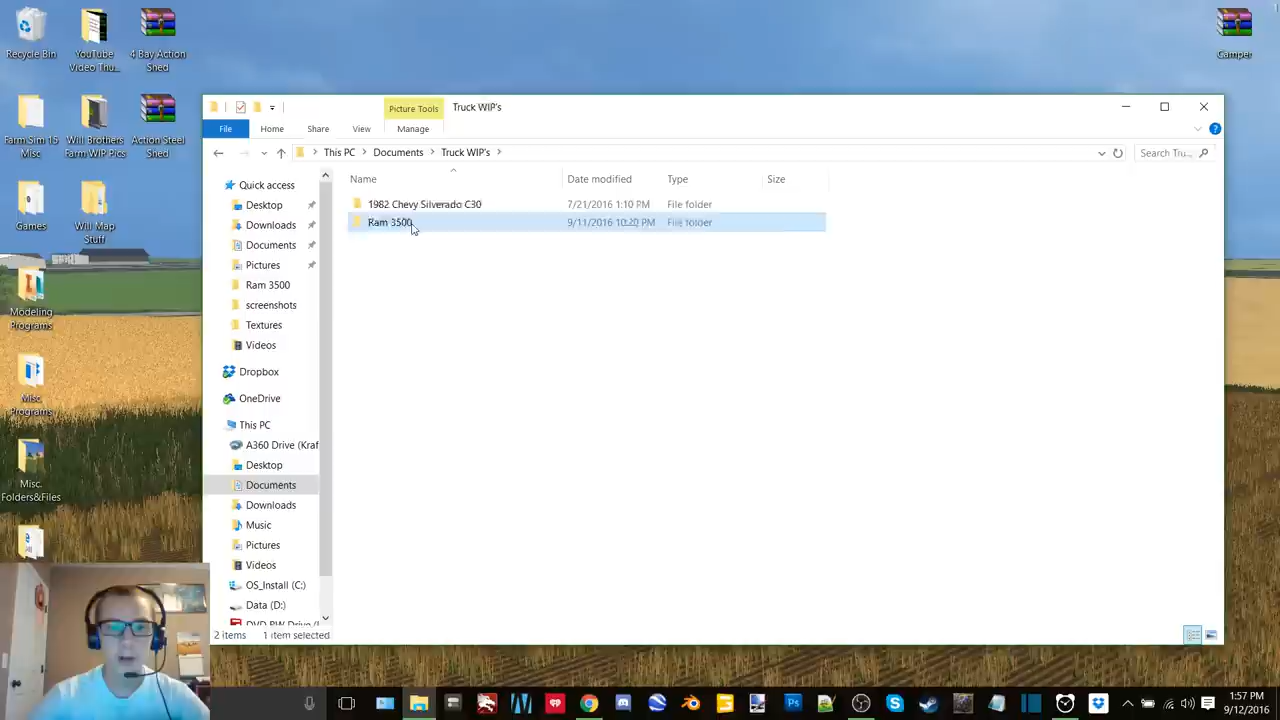 Recycle Bin
YouTube Video Thu...
4 Bay Action Shed
Camper
Farm Sim 15 Misc
Will Brothers Farm WIP Pics
Action Steel Shed
Games
Will Map Stuff
Modeling Programs
Misc Programs
Misc. Folders&Files
Picture Tools
Truck WIP's
File Home Share View Manage
This PC Documents Truck WIP's
Search Tru...
Name Date modified Type Size
1982 Chevy Silverado C30 7/21/2016 1:10 PM File folder
Ram 3500 9/11/2016 10:20 PM File folder
Quick access
Desktop
Downloads
Documents
Pictures
Ram 3500
screenshots
Textures
Videos
Dropbox
OneDrive
This PC
A360 Drive (Kraf
Desktop
Documents
Downloads
Music
Pictures
Videos
OS_Install (C:)
Data (D:)
2 items 1 item selected
1:57 PM
9/12/2016